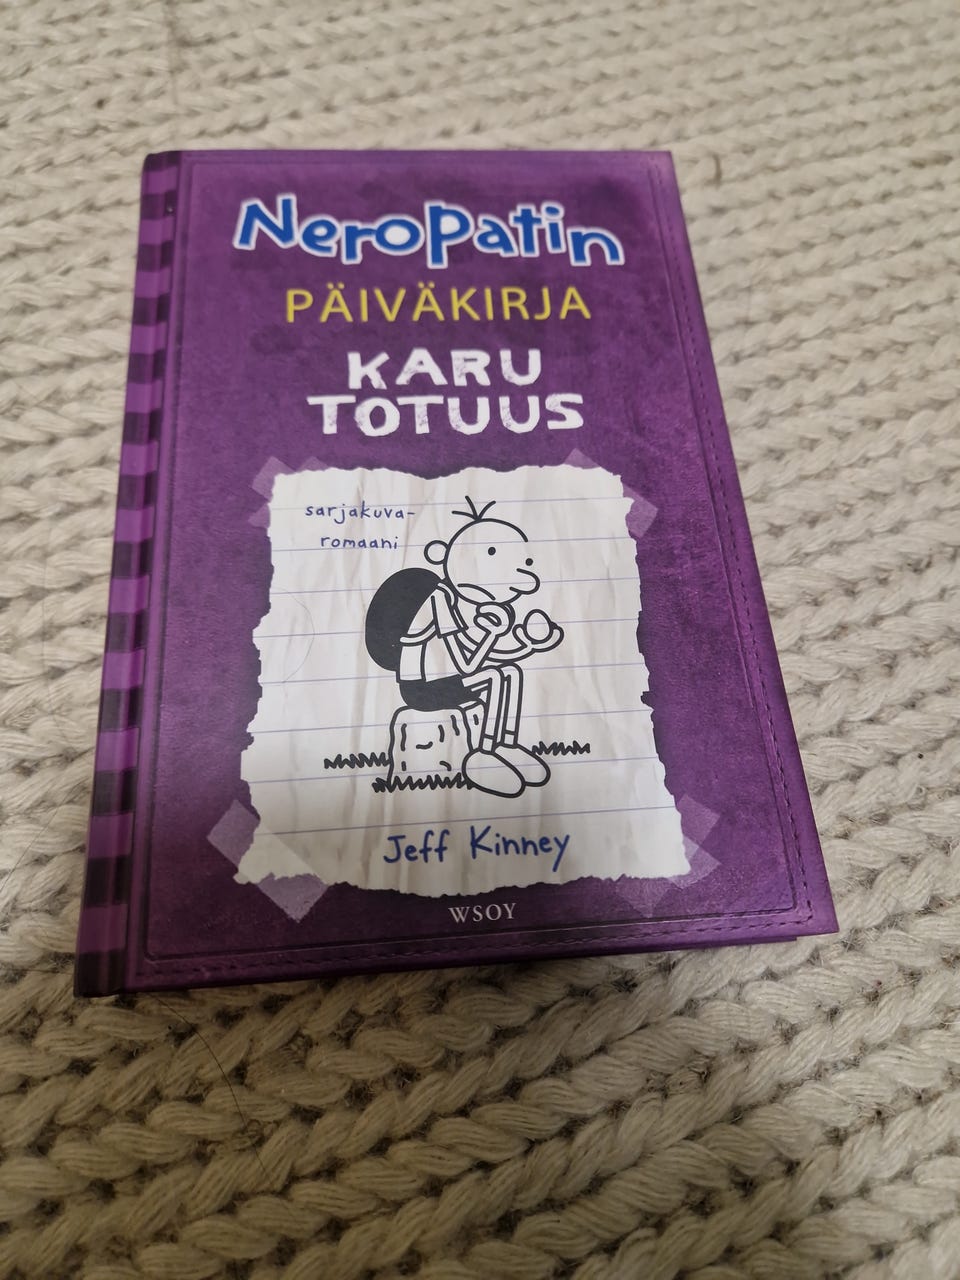 Neropatin
PÄIVÄKIRJA
KARU
TOTUUS
sarjakuva-
romaani
Jeff Kinney
WSOY